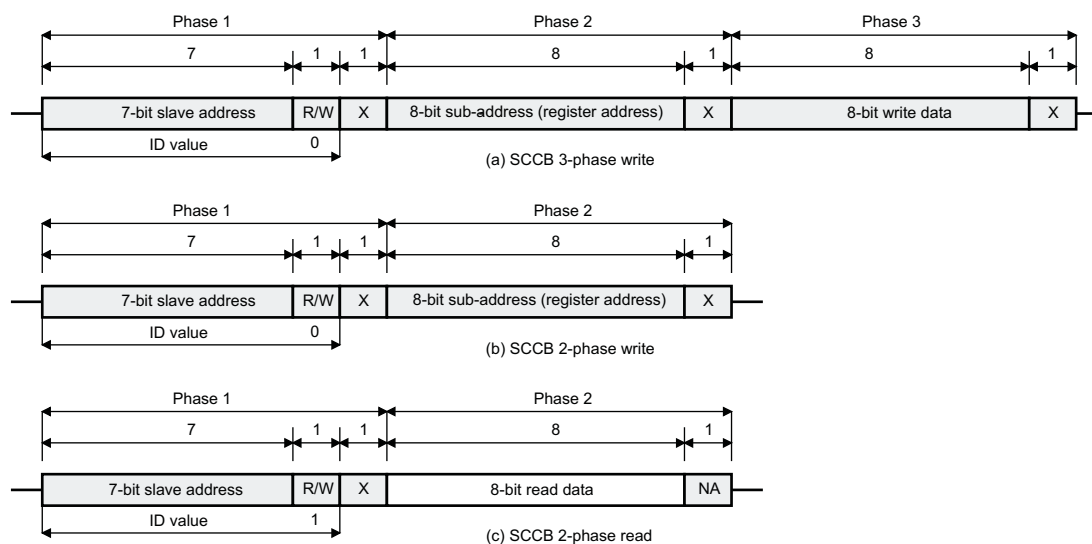 Phase 1 Phase 2 Phase 3
7 1 1 8 1 8 1
7-bit slave address R/W X 8-bit sub-address (register address) X 8-bit write data X
ID value 0
(a) SCCB 3-phase write
Phase 1 Phase 2
7 1 1 8 1
7-bit slave address R/W X 8-bit sub-address (register address) X
ID value 0
(b) SCCB 2-phase write
Phase 1 Phase 2
7 1 1 8 1
7-bit slave address R/W X 8-bit read data NA
ID value 1
(c) SCCB 2-phase read